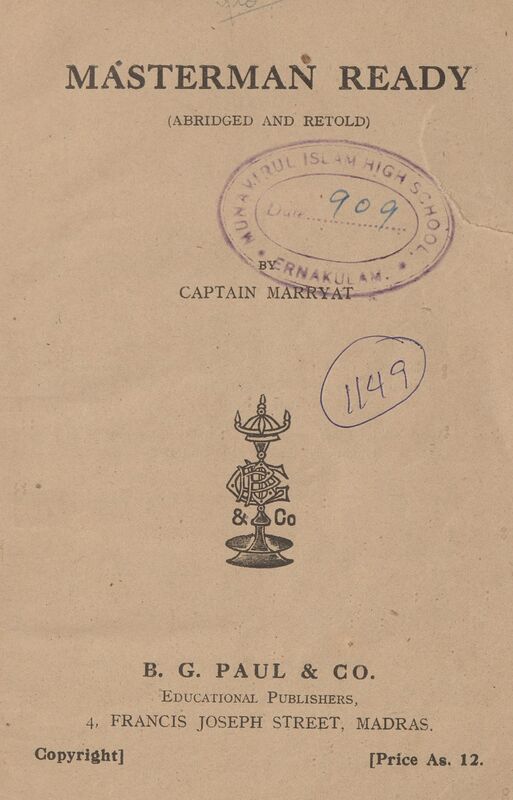 MASTERMAN READY
(ABRIDGED AND RETOLD)
MUNAVIRUL ISLAM HIGH SCHOOL,
Date 909
ERNAKULAM.
BY
CAPTAIN MARRYAT
1149
& Co
B. G. PAUL & CO.
EDUCATIONAL PUBLISHERS,
4, FRANCIS JOSEPH STREET, MADRAS.
Copyright] [Price As. 12.